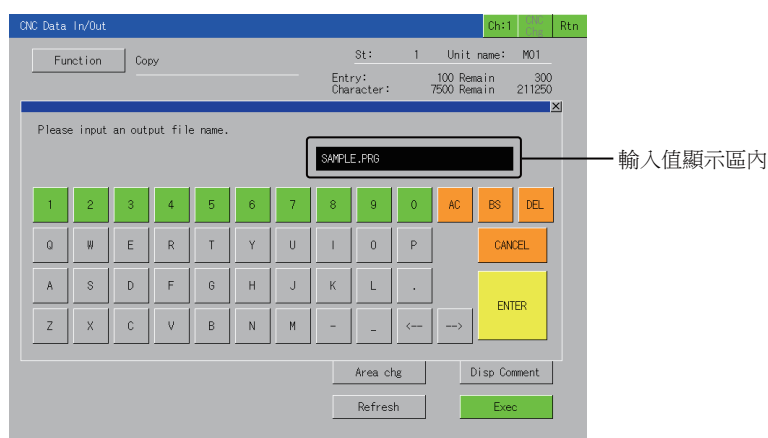 CNC Data In/Out Ch:1 CNC Chg Rtn
Function Copy St: 1 Unit name: M01
Entry: 100 Remain 300
Character: 7500 Remain 211250
Please input an output file name.
SAMPLE.PRG
輸入值顯示區內
1 2 3 4 5 6 7 8 9 0 AC BS DEL
Q W E R T Y U I O P CANCEL
A S D F G H J K L .
ENTER
Z X C V B N M - _ <-- -->
Area chg Disp Comment
Refresh Exec